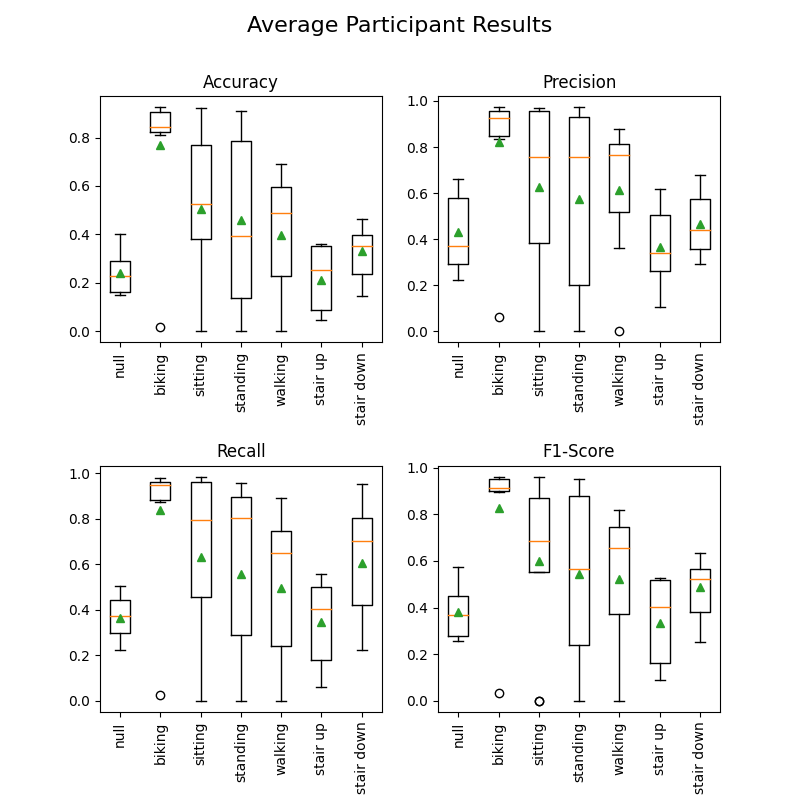 Average Participant Results
Accuracy
0.8
0.6
0.4
0.2
0.0
null
biking
sitting
standing
walking
stair up
stair down
Precision
1.0
0.8
0.6
0.4
0.2
0.0
null
biking
sitting
standing
walking
stair up
stair down
Recall
1.0
0.8
0.6
0.4
0.2
0.0
null
biking
sitting
standing
walking
stair up
stair down
F1-Score
1.0
0.8
0.6
0.4
0.2
0.0
null
biking
sitting
standing
walking
stair up
stair down